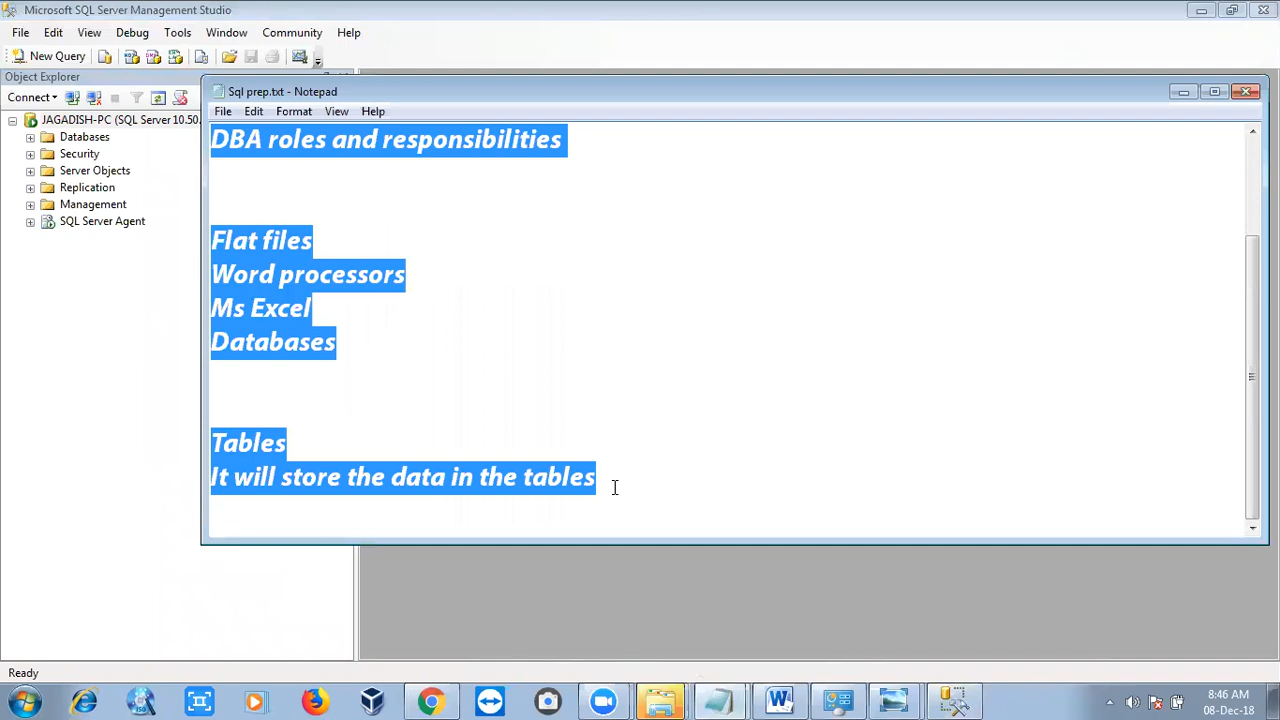 Microsoft SQL Server Management Studio
File Edit View Debug Tools Window Community Help
New Query
Object Explorer
Connect
JAGADISH-PC (SQL Server 10.50.
Databases
Security
Server Objects
Replication
Management
SQL Server Agent
Sql prep.txt - Notepad
File Edit Format View Help
DBA roles and responsibilities
Flat files
Word processors
Ms Excel
Databases
Tables
It will store the data in the tables
Ready
8:46 AM
08-Dec-18